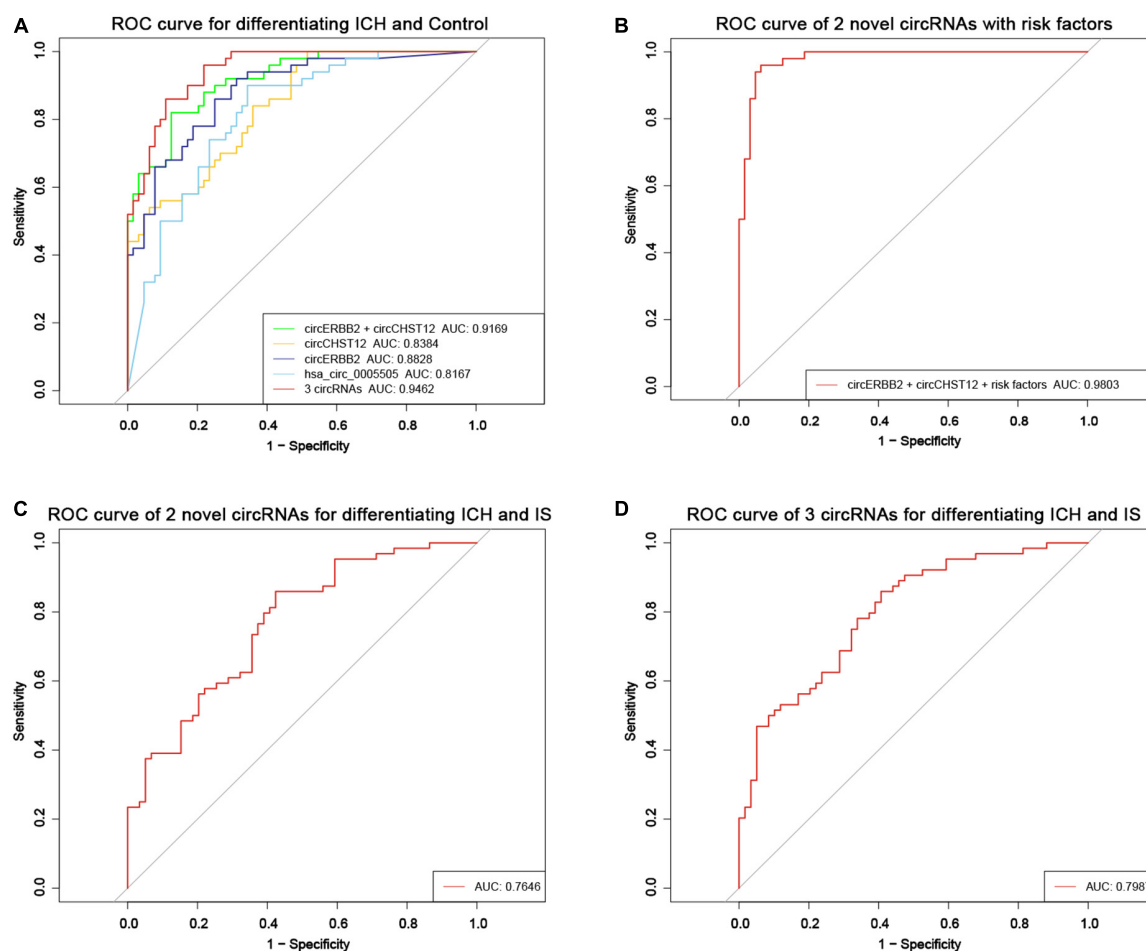 A
ROC curve for differentiating ICH and Control
Sensitivity
1.0
0.8
0.6
0.4
0.2
0.0
circERBB2 + circCHST12 AUC: 0.9169
circCHST12 AUC: 0.8384
circERBB2 AUC: 0.8828
hsa_circ_0005505 AUC: 0.8167
3 circRNAs AUC: 0.9462
0.0 0.2 0.4 0.6 0.8 1.0
1 − Specificity
B
ROC curve of 2 novel circRNAs with risk factors
Sensitivity
1.0
0.8
0.6
0.4
0.2
0.0
circERBB2 + circCHST12 + risk factors AUC: 0.9803
0.0 0.2 0.4 0.6 0.8 1.0
1 − Specificity
C
ROC curve of 2 novel circRNAs for differentiating ICH and IS
Sensitivity
1.0
0.8
0.6
0.4
0.2
0.0
AUC: 0.7646
0.0 0.2 0.4 0.6 0.8 1.0
1 − Specificity
D
ROC curve of 3 circRNAs for differentiating ICH and IS
Sensitivity
1.0
0.8
0.6
0.4
0.2
0.0
AUC: 0.798
0.0 0.2 0.4 0.6 0.8 1.0
1 − Specificity